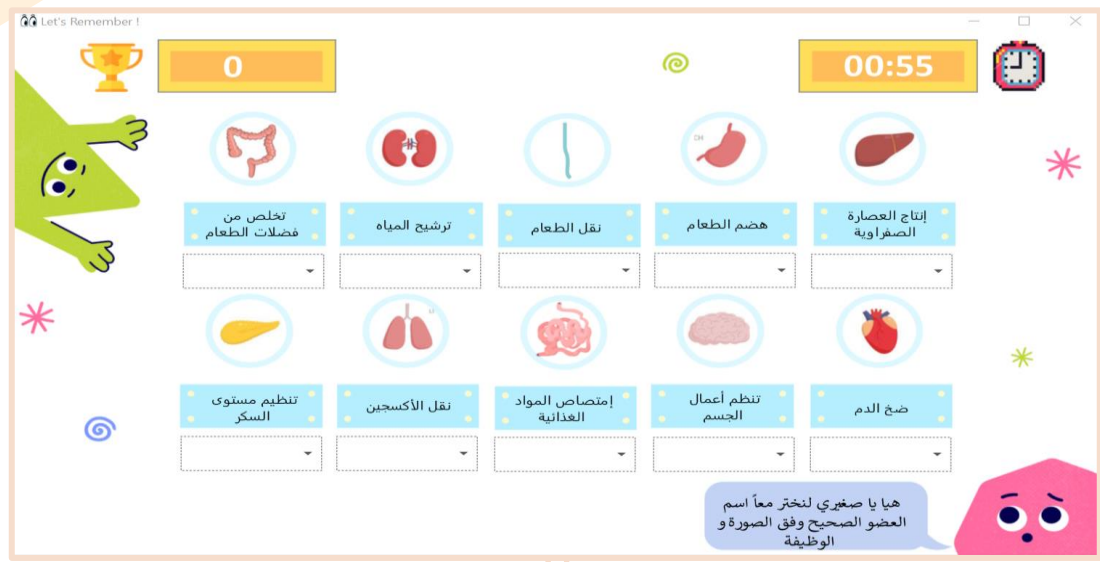 Let's Remember !
0
00:55
إنتاج العصارة
الصفراوية
هضم الطعام
نقل الطعام
ترشيح المياه
تخلص من
فضلات الطعام
ضخ الدم
تنظم أعمال
الجسم
إمتصاص المواد
الغذائية
نقل الأكسجين
تنظيم مستوى
السكر
هيا يا صغيري لنختر معاً اسم
العضو الصحيح وفق الصورة و
الوظيفة